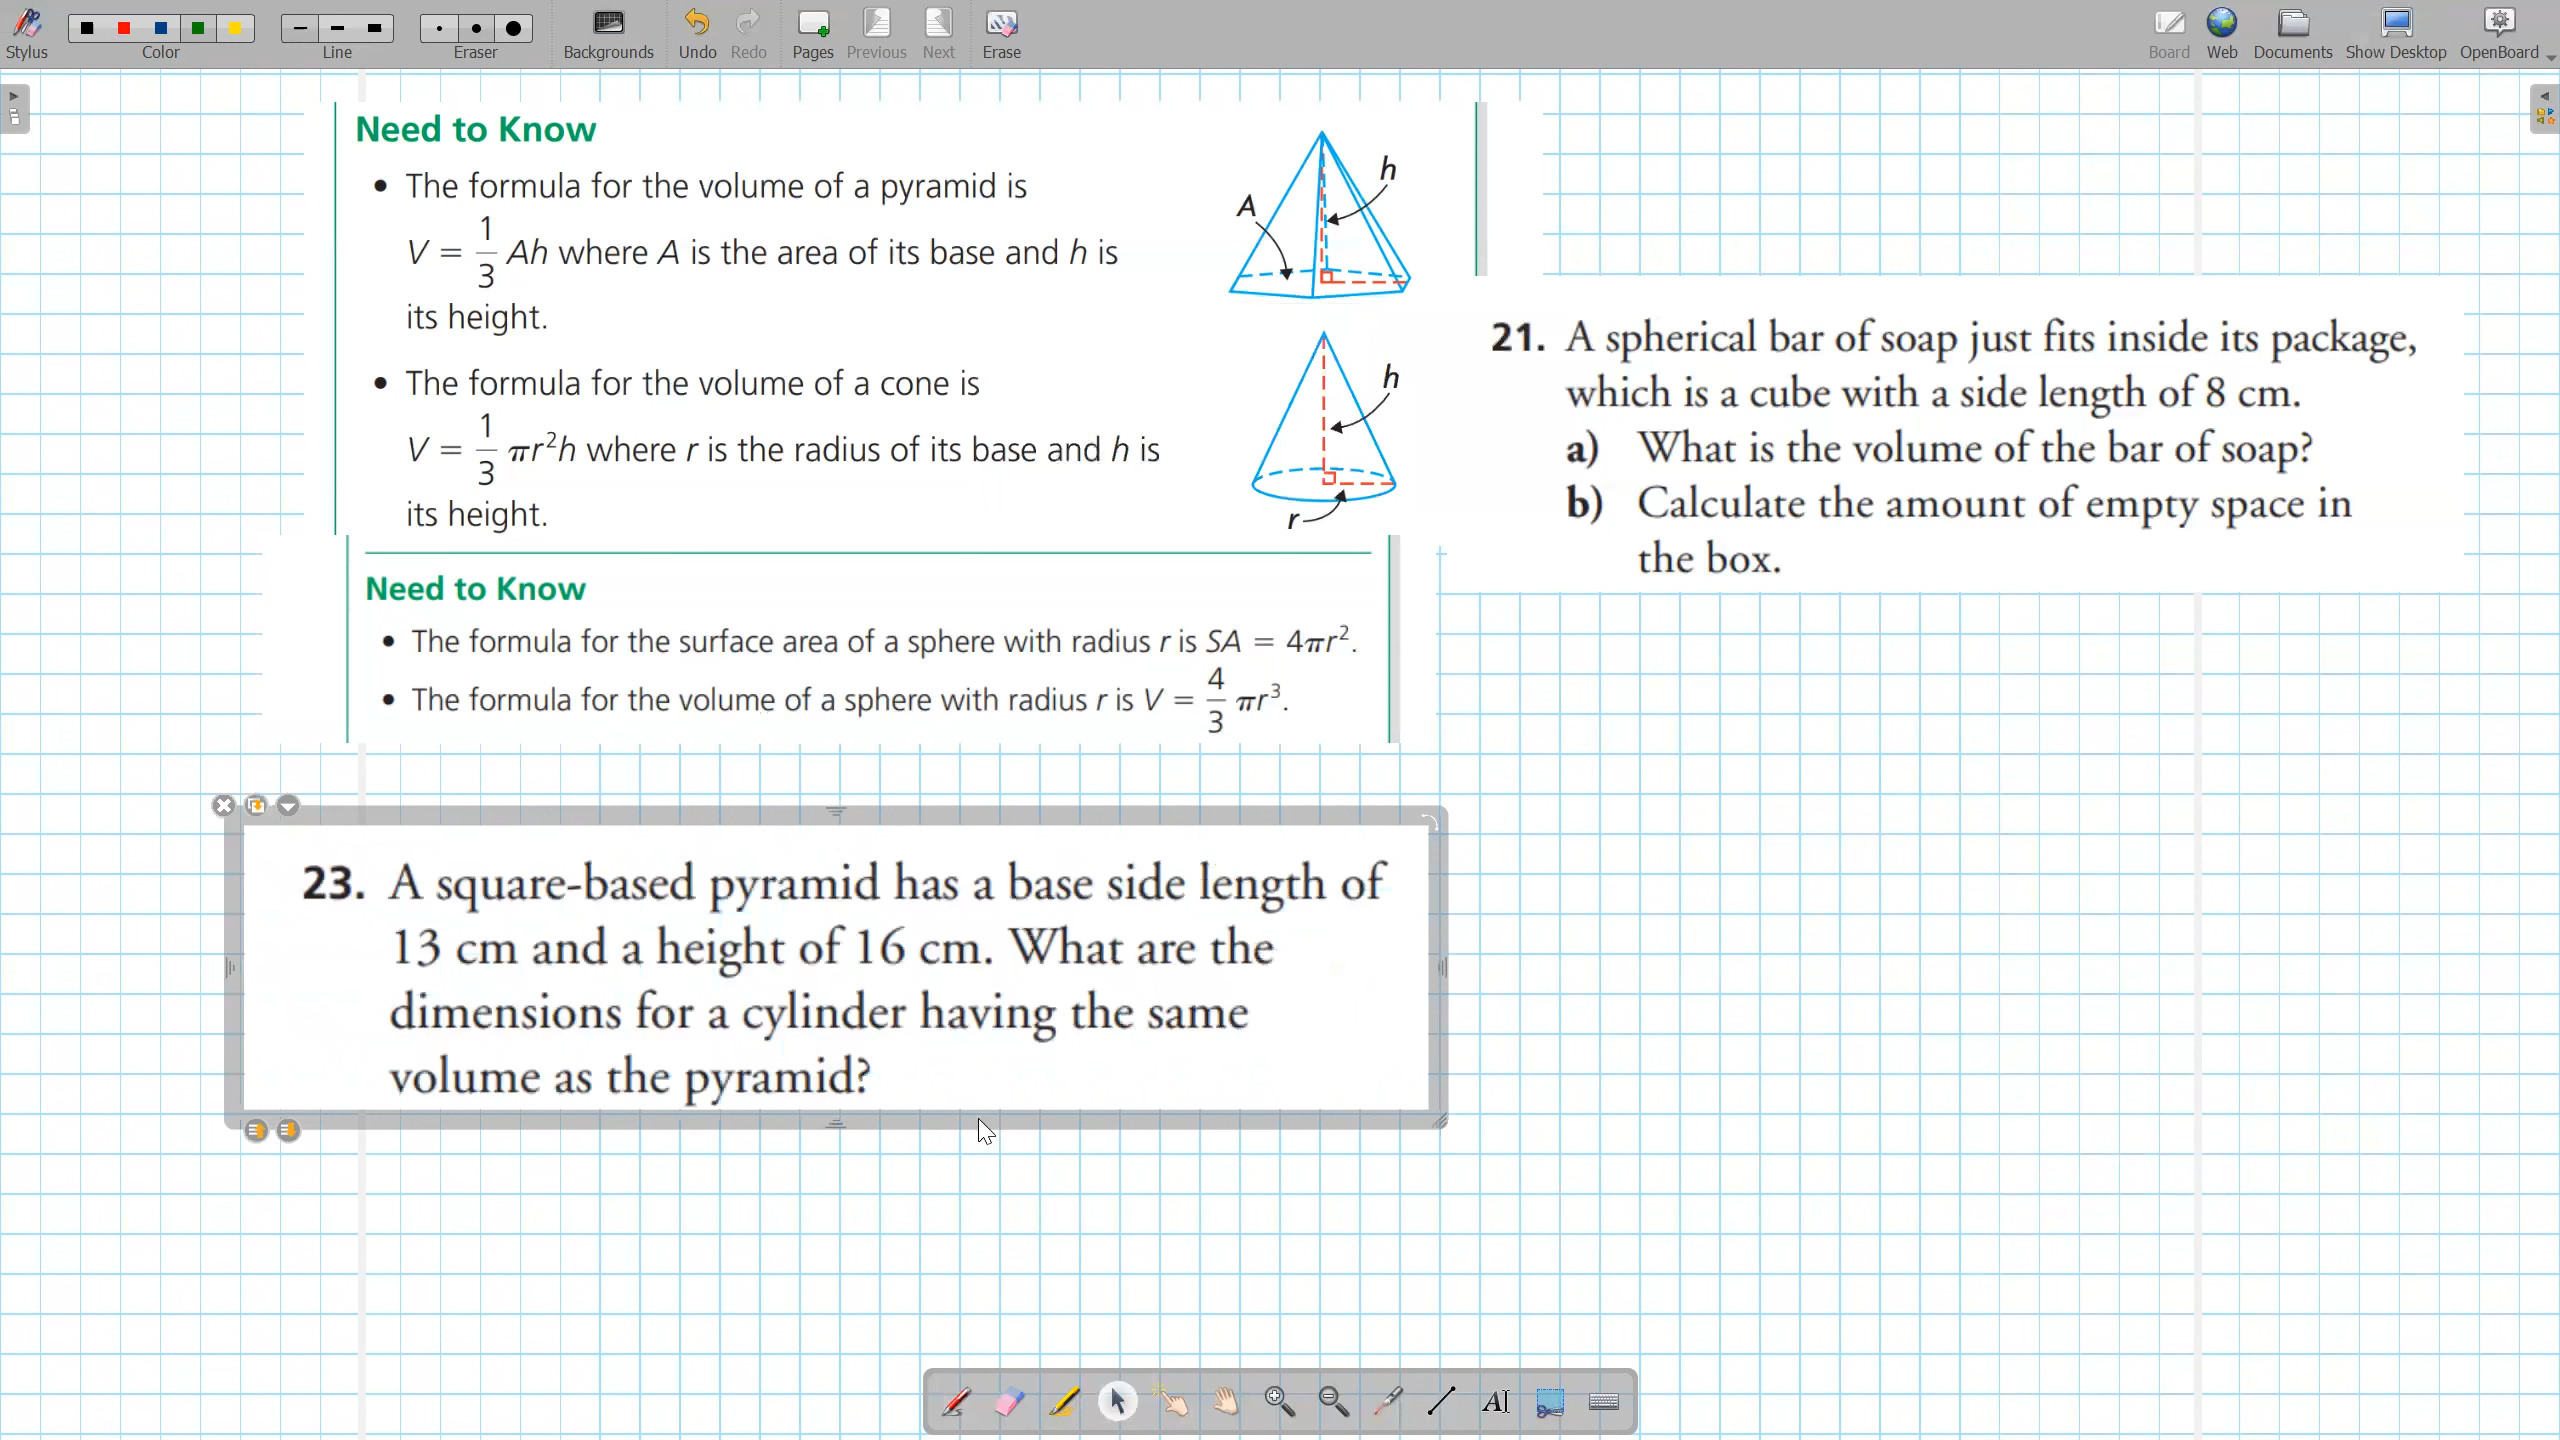 Stylus
Color
Line
Eraser
Backgrounds
Undo
Redo
Pages
Previous
Next
Erase
Board
Web
Documents
Show Desktop
OpenBoard
Need to Know
• The formula for the volume of a pyramid is
V = 1/3 Ah where A is the area of its base and h is
its height.
A
h
• The formula for the volume of a cone is
V = 1/3 πr²h where r is the radius of its base and h is
its height.
h
r
Need to Know
• The formula for the surface area of a sphere with radius r is SA = 4πr².
• The formula for the volume of a sphere with radius r is V = 4/3 πr³.
21. A spherical bar of soap just fits inside its package,
which is a cube with a side length of 8 cm.
a) What is the volume of the bar of soap?
b) Calculate the amount of empty space in
the box.
23. A square-based pyramid has a base side length of
13 cm and a height of 16 cm. What are the
dimensions for a cylinder having the same
volume as the pyramid?